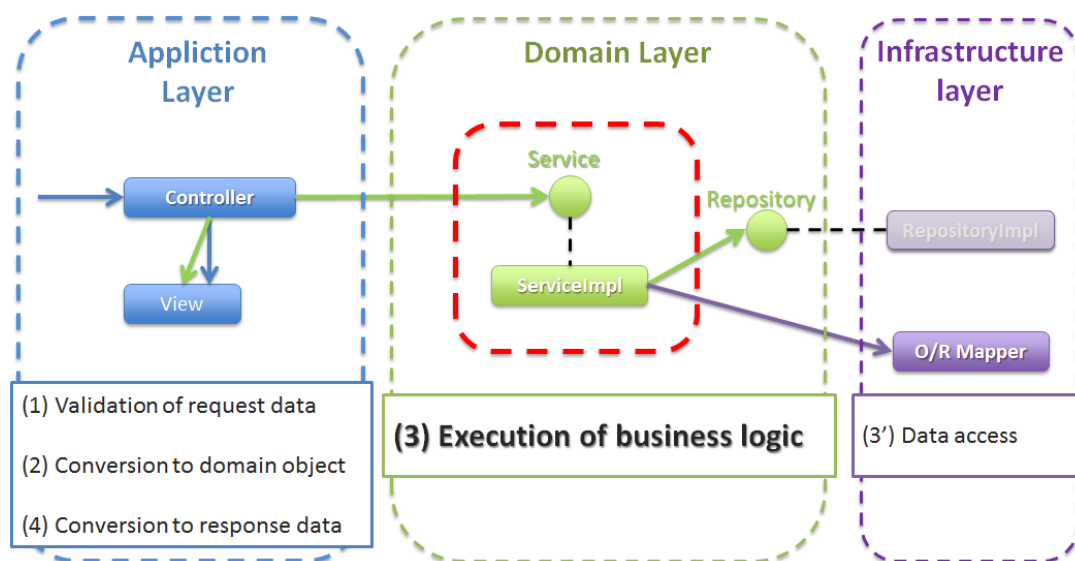 Appliction
Layer
Controller
View
(1) Validation of request data
(2) Conversion to domain object
(4) Conversion to response data
Domain Layer
Service
Repository
ServiceImpl
(3) Execution of business logic
Infrastructure
layer
RepositoryImpl
O/R Mapper
(3’) Data access